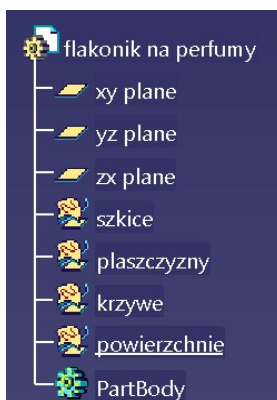 flakonik na perfumy
xy plane
yz plane
zx plane
szkice
plaszczyzny
krzywe
powierzchnie
PartBody